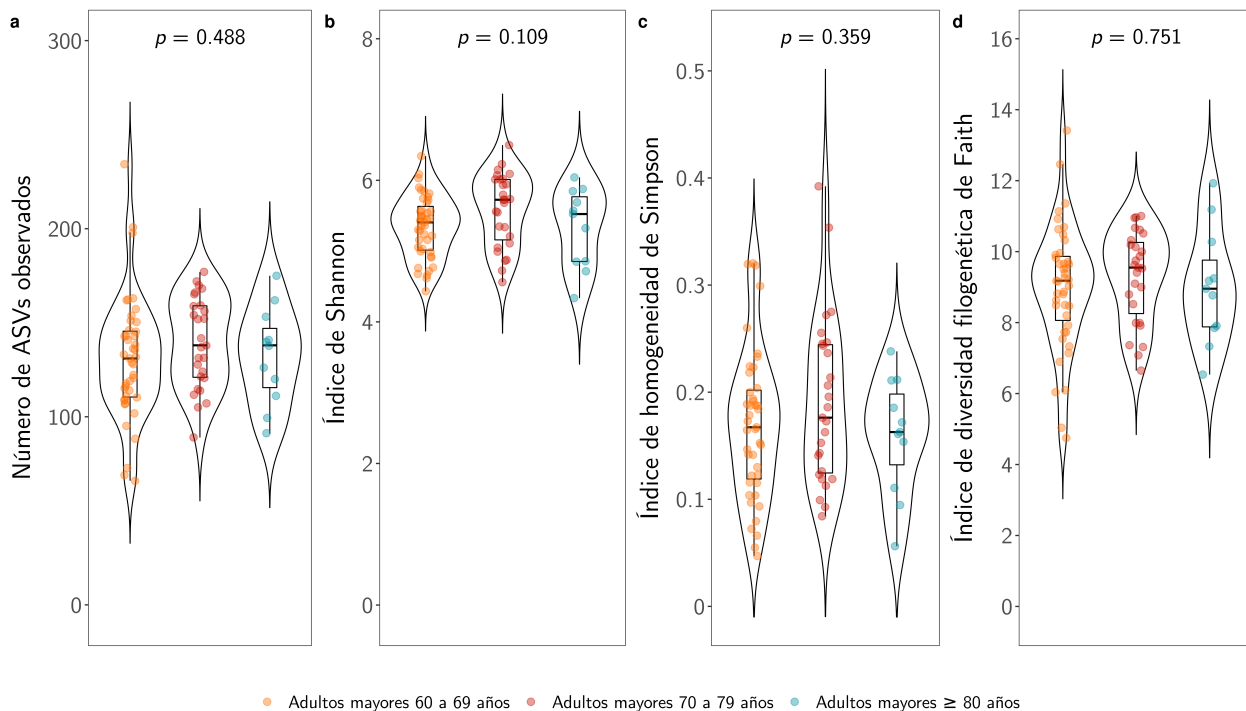 a
p = 0.488
Número de ASVs observados
300
200
100
0
b
p = 0.109
Índice de Shannon
8
6
4
2
0
c
p = 0.359
Índice de homogeneidad de Simpson
0.5
0.4
0.3
0.2
0.1
0
d
p = 0.751
Índice de diversidad filogenética de Faith
16
14
12
10
8
6
4
2
0
Adultos mayores 60 a 69 años
Adultos mayores 70 a 79 años
Adultos mayores ≥ 80 años